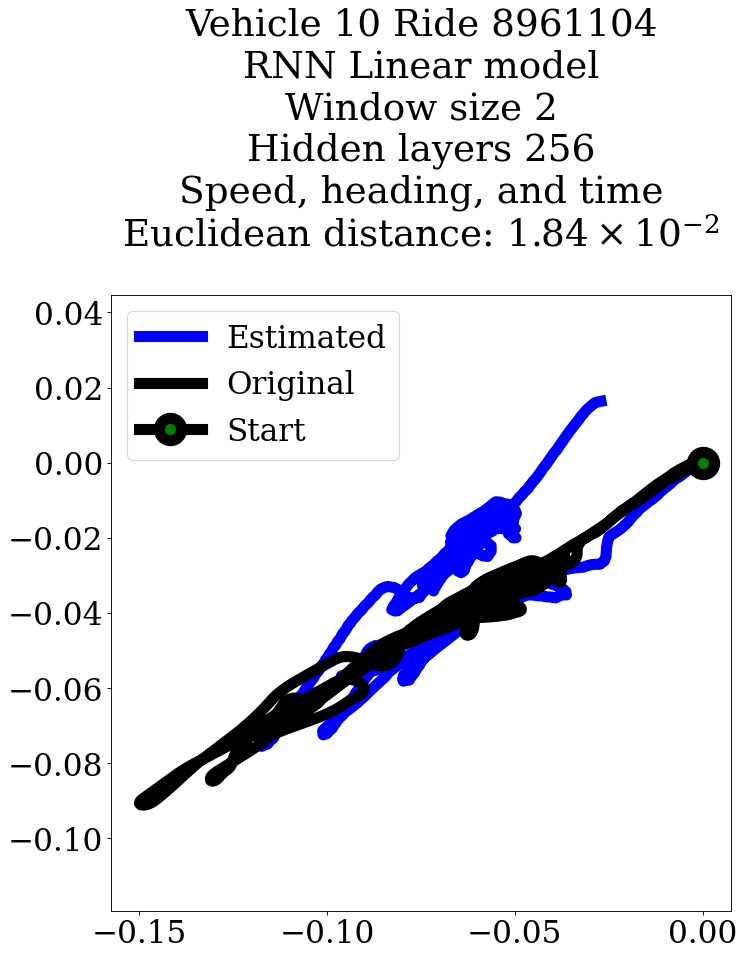 Vehicle 10 Ride 8961104
RNN Linear model
Window size 2
Hidden layers 256
Speed, heading, and time
Euclidean distance: 1.84 × 10⁻²
0.04
0.02
0.00
−0.02
−0.04
−0.06
−0.08
−0.10
Estimated
Original
Start
−0.15
−0.10
−0.05
0.00